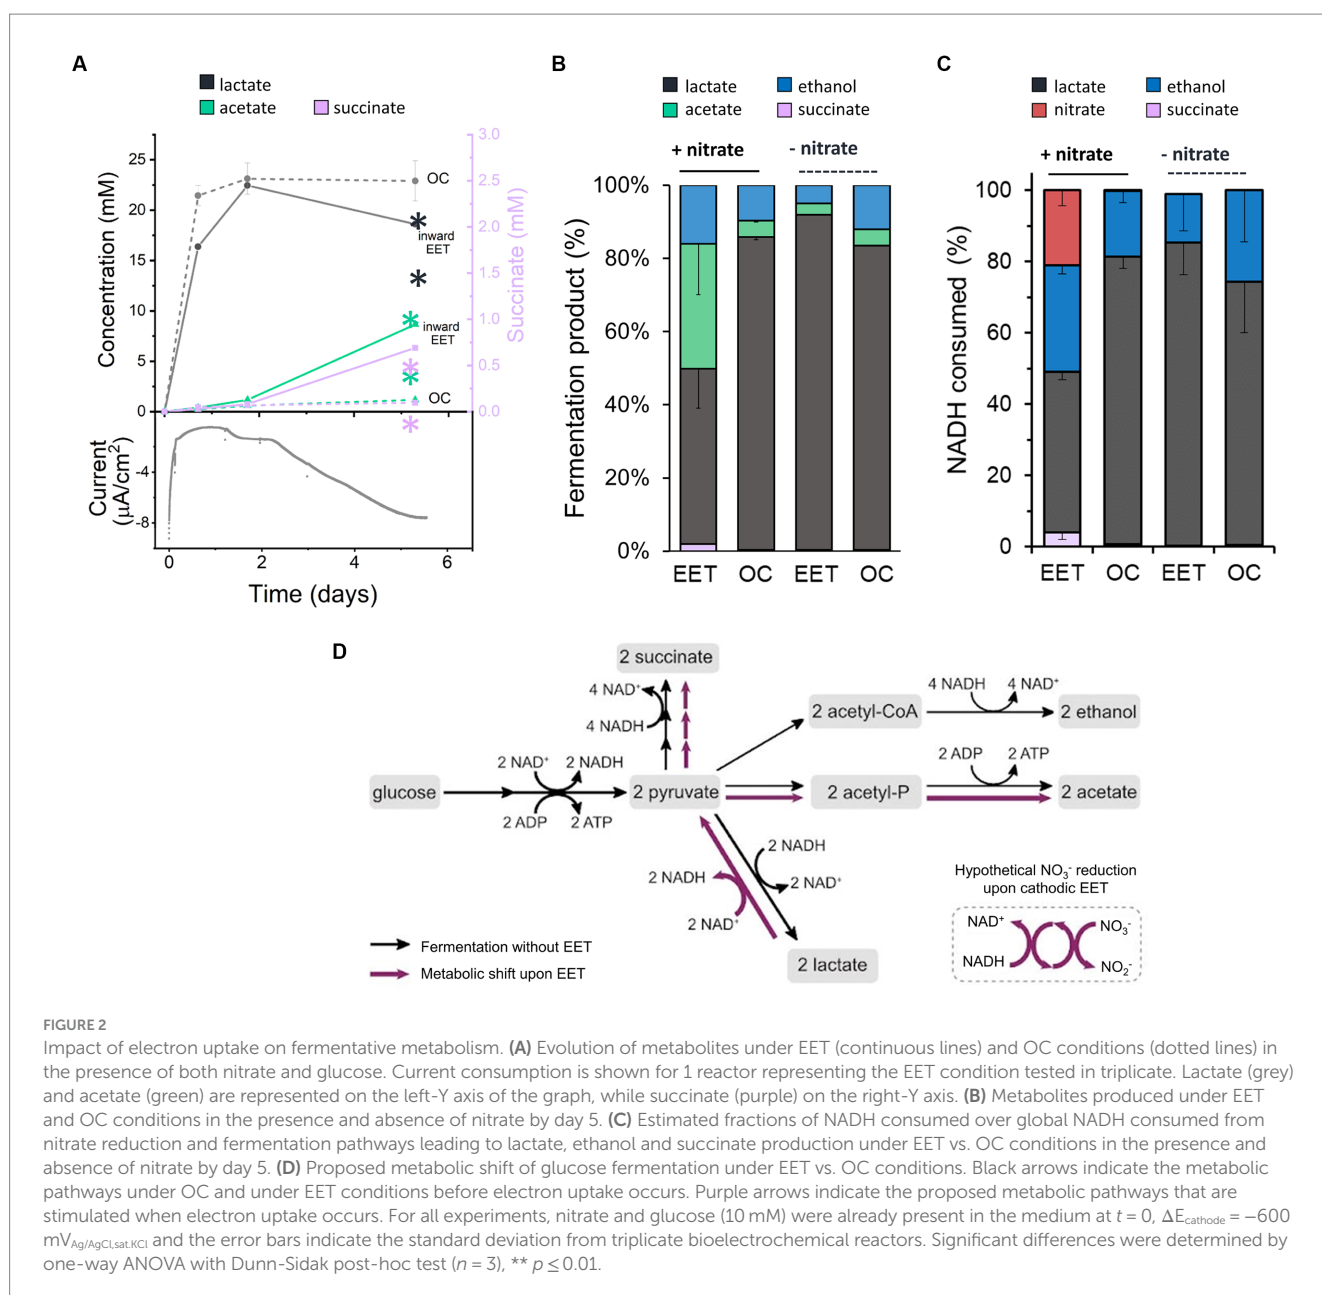 A
lactate
acetate
succinate
Concentration (mM)
25
20
15
10
5
0
3.0
2.5
2.0
1.5
1.0
0.5
0.0
Succinate (mM)
OC
inward
EET
inward
EET
OC
Current
(µA/cm²)
-4
-8
0
2
4
6
Time (days)
B
lactate
ethanol
acetate
succinate
+ nitrate
- nitrate
Fermentation product (%)
100%
80%
60%
40%
20%
0%
EET
OC
EET
OC
C
lactate
ethanol
nitrate
succinate
+ nitrate
- nitrate
NADH consumed (%)
100
80
60
40
20
0
EET
OC
EET
OC
D
2 succinate
4 NAD⁺
4 NADH
2 acetyl-CoA
4 NADH
4 NAD⁺
2 ethanol
glucose
2 NAD⁺
2 NADH
2 ADP
2 ATP
2 pyruvate
2 acetyl-P
2 ADP
2 ATP
2 acetate
2 NADH
2 NAD⁺
2 NADH
2 NAD⁺
2 lactate
Fermentation without EET
Metabolic shift upon EET
Hypothetical NO₃⁻ reduction
upon cathodic EET
NAD⁺
NADH
NO₃⁻
NO₂⁻
FIGURE 2
Impact of electron uptake on fermentative metabolism. (A) Evolution of metabolites under EET (continuous lines) and OC conditions (dotted lines) in
the presence of both nitrate and glucose. Current consumption is shown for 1 reactor representing the EET condition tested in triplicate. Lactate (grey)
and acetate (green) are represented on the left-Y axis of the graph, while succinate (purple) on the right-Y axis. (B) Metabolites produced under EET
and OC conditions in the presence and absence of nitrate by day 5. (C) Estimated fractions of NADH consumed over global NADH consumed from
nitrate reduction and fermentation pathways leading to lactate, ethanol and succinate production under EET vs. OC conditions in the presence and
absence of nitrate by day 5. (D) Proposed metabolic shift of glucose fermentation under EET vs. OC conditions. Black arrows indicate the metabolic
pathways under OC and under EET conditions before electron uptake occurs. Purple arrows indicate the proposed metabolic pathways that are
stimulated when electron uptake occurs. For all experiments, nitrate and glucose (10 mM) were already present in the medium at t = 0, ΔEcathode = −600
mVAg/AgCl,sat.KCl and the error bars indicate the standard deviation from triplicate bioelectrochemical reactors. Significant differences were determined by
one-way ANOVA with Dunn-Sidak post-hoc test (n = 3), ** p ≤ 0.01.